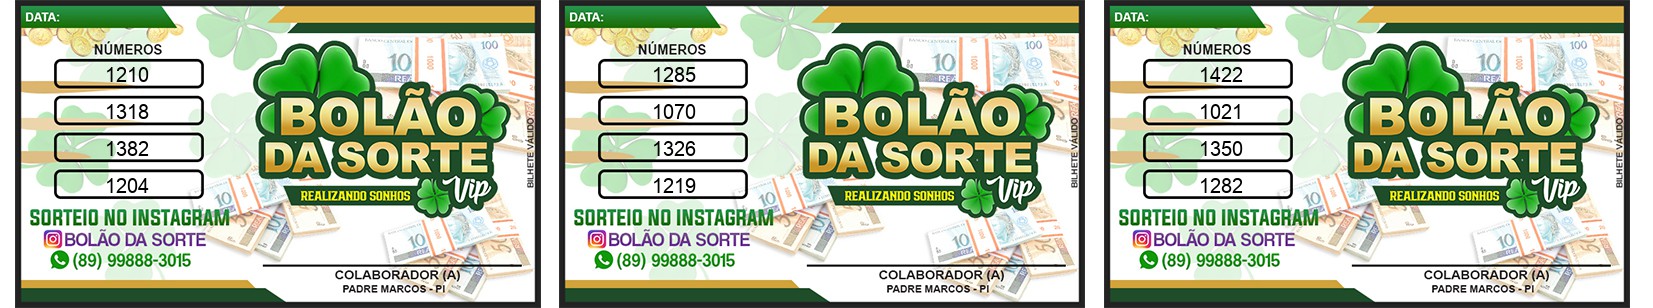 DATA:
NÚMEROS
1210
1318
1382
1204
BOLÃO
DA SORTE
Vip
REALIZANDO SONHOS
BILHETE VÁLIDO
SORTEIO NO INSTAGRAM
BOLÃO DA SORTE
(89) 99888-3015
COLABORADOR (A)
PADRE MARCOS - PI
DATA:
NÚMEROS
1285
1070
1326
1219
BOLÃO
DA SORTE
Vip
REALIZANDO SONHOS
BILHETE VÁLIDO
SORTEIO NO INSTAGRAM
BOLÃO DA SORTE
(89) 99888-3015
COLABORADOR (A)
PADRE MARCOS - PI
DATA:
NÚMEROS
1422
1021
1350
1282
BOLÃO
DA SORTE
Vip
REALIZANDO SONHOS
BILHETE VÁLIDO
SORTEIO NO INSTAGRAM
BOLÃO DA SORTE
(89) 99888-3015
COLABORADOR (A)
PADRE MARCOS - PI